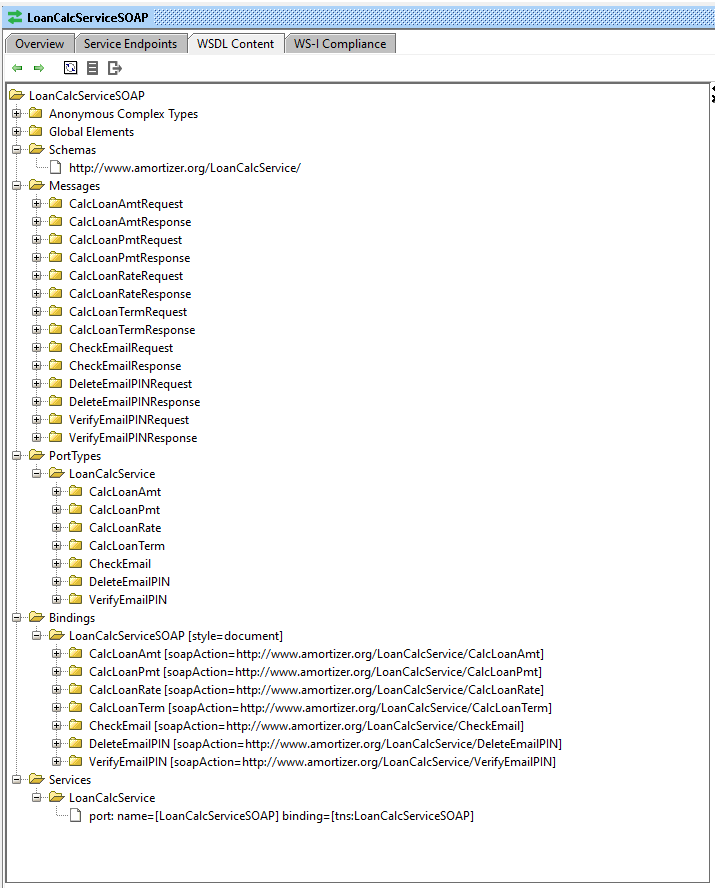 LoanCalcServiceSOAP
Overview Service Endpoints WSDL Content WS-I Compliance
LoanCalcServiceSOAP
Anonymous Complex Types
Global Elements
Schemas
http://www.amortizer.org/LoanCalcService/
Messages
CalcLoanAmtRequest
CalcLoanAmtResponse
CalcLoanPmtRequest
CalcLoanPmtResponse
CalcLoanRateRequest
CalcLoanRateResponse
CalcLoanTermRequest
CalcLoanTermResponse
CheckEmailRequest
CheckEmailResponse
DeleteEmailPINRequest
DeleteEmailPINResponse
VerifyEmailPINRequest
VerifyEmailPINResponse
PortTypes
LoanCalcService
CalcLoanAmt
CalcLoanPmt
CalcLoanRate
CalcLoanTerm
CheckEmail
DeleteEmailPIN
VerifyEmailPIN
Bindings
LoanCalcServiceSOAP [style=document]
CalcLoanAmt [soapAction=http://www.amortizer.org/LoanCalcService/CalcLoanAmt]
CalcLoanPmt [soapAction=http://www.amortizer.org/LoanCalcService/CalcLoanPmt]
CalcLoanRate [soapAction=http://www.amortizer.org/LoanCalcService/CalcLoanRate]
CalcLoanTerm [soapAction=http://www.amortizer.org/LoanCalcService/CalcLoanTerm]
CheckEmail [soapAction=http://www.amortizer.org/LoanCalcService/CheckEmail]
DeleteEmailPIN [soapAction=http://www.amortizer.org/LoanCalcService/DeleteEmailPIN]
VerifyEmailPIN [soapAction=http://www.amortizer.org/LoanCalcService/VerifyEmailPIN]
Services
LoanCalcService
port: name=[LoanCalcServiceSOAP] binding=[tns:LoanCalcServiceSOAP]